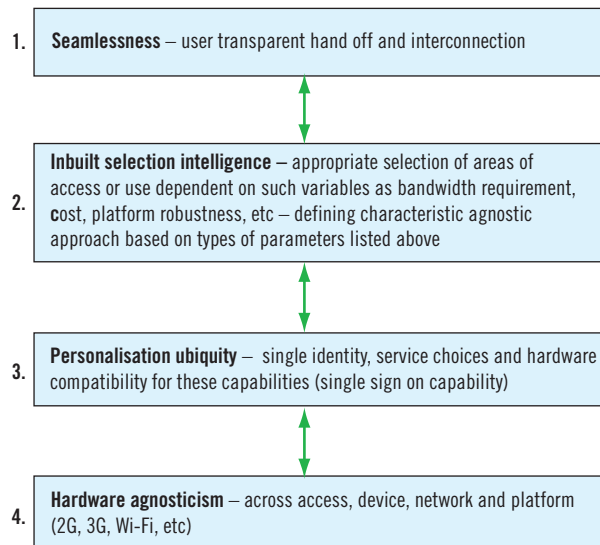 1. Seamlessness – user transparent hand off and interconnection
Inbuilt selection intelligence – appropriate selection of areas of
access or use dependent on such variables as bandwidth requirement,
2. cost, platform robustness, etc – defining characteristic agnostic
approach based on types of parameters listed above
Personalisation ubiquity – single identity, service choices and hardware
3. compatibility for these capabilities (single sign on capability)
Hardware agnosticism – across access, device, network and platform
4. (2G, 3G, Wi-Fi, etc)